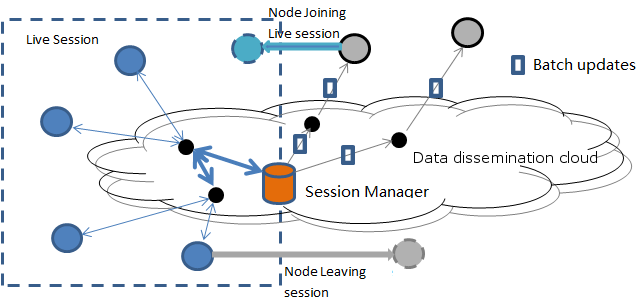 Node Joining
Live session
Live Session
Batch updates
Data dissemination cloud
Session Manager
Node Leaving
session